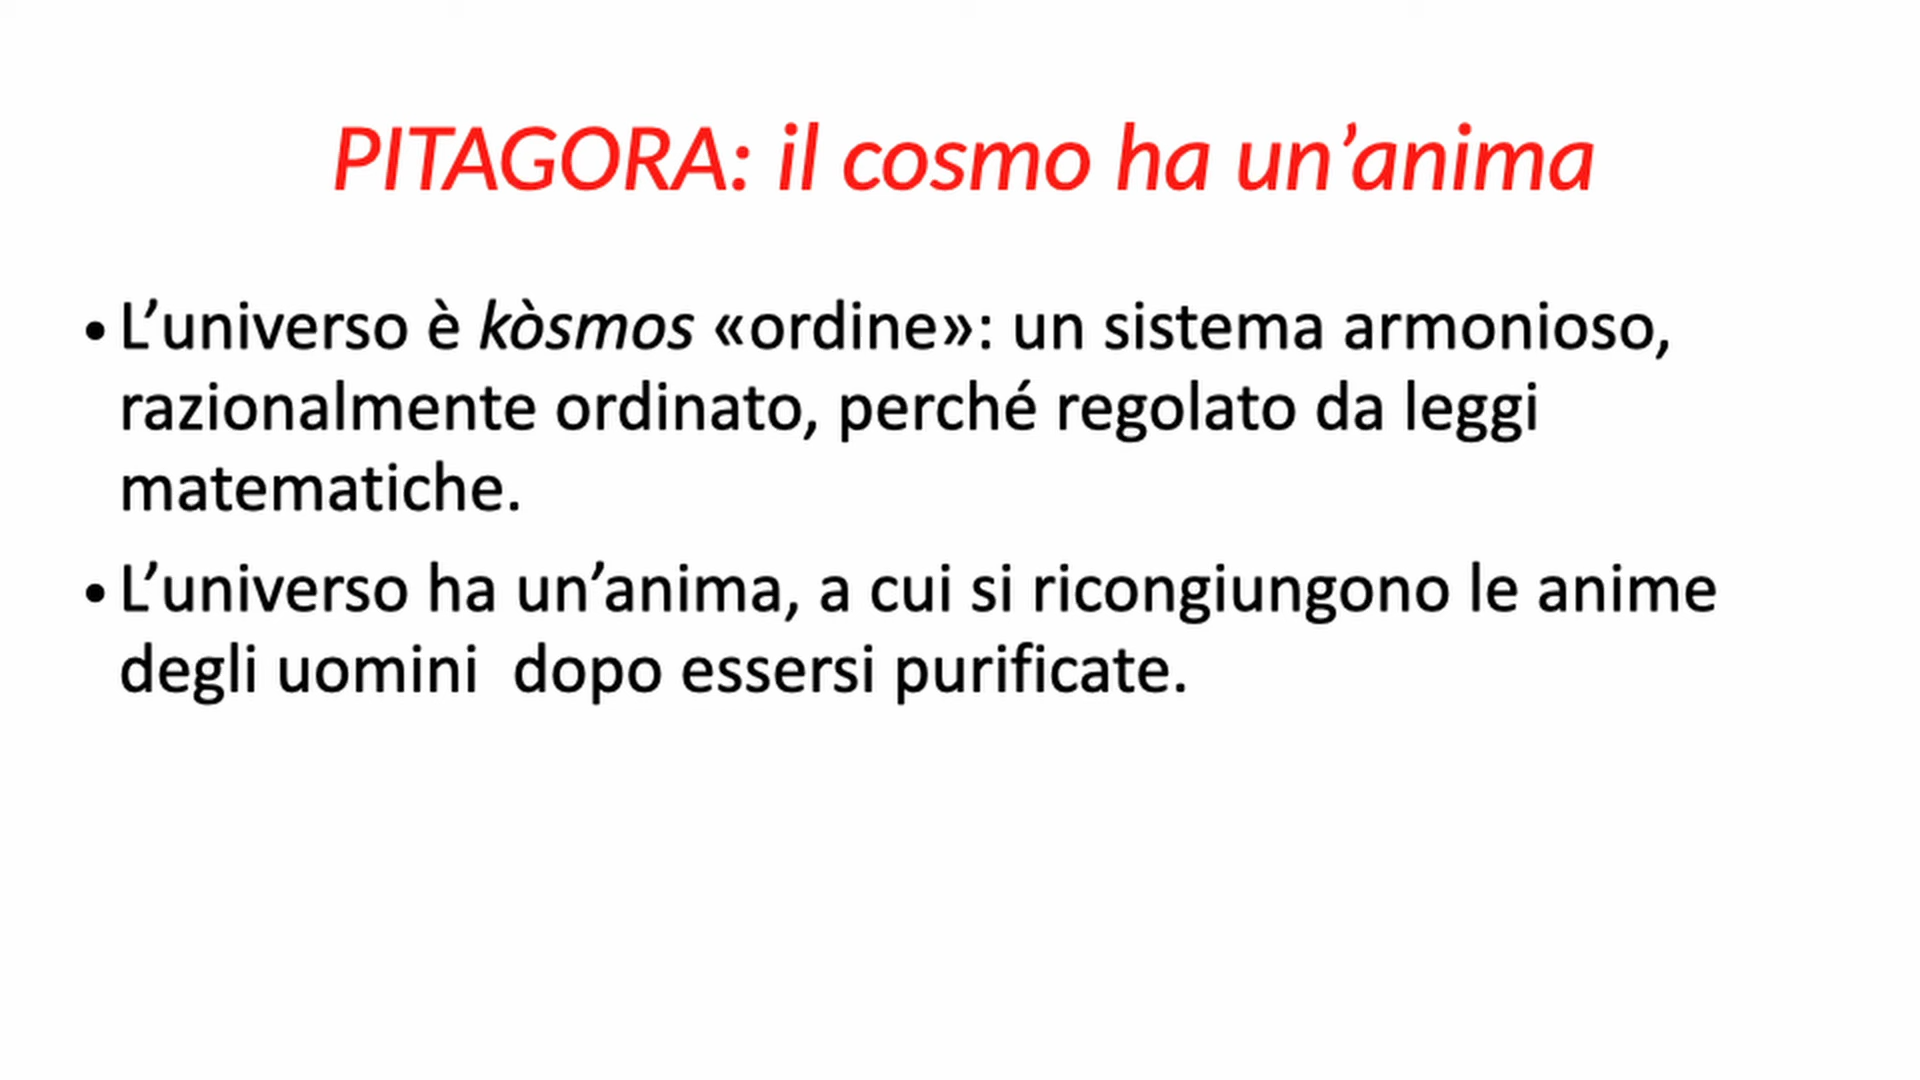 PITAGORA: il cosmo ha un’anima
• L’universo è kòsmos «ordine»: un sistema armonioso,
razionalmente ordinato, perché regolato da leggi
matematiche.
• L’universo ha un’anima, a cui si ricongiungono le anime
degli uomini  dopo essersi purificate.